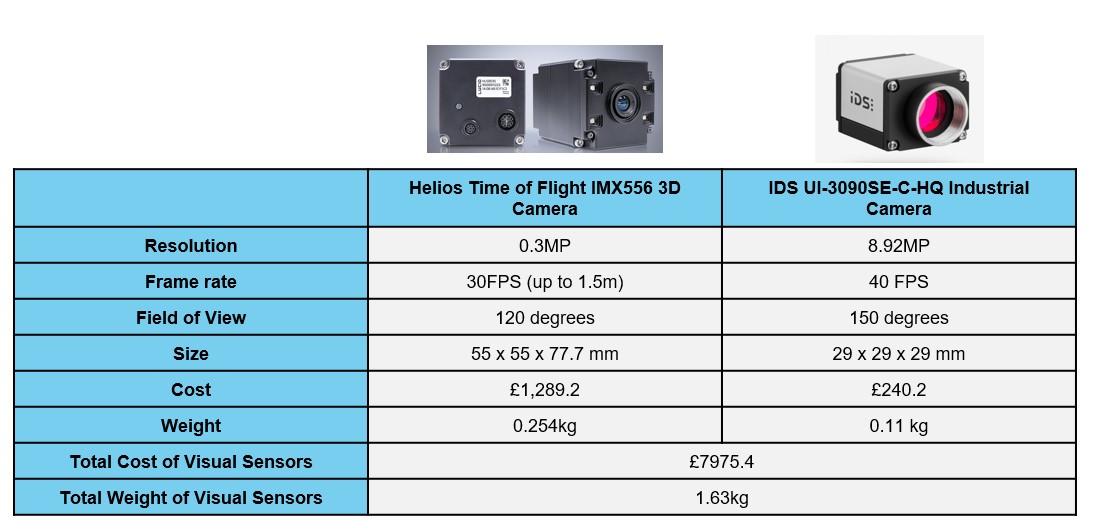 LUCID
iDS:
Helios Time of Flight IMX556 3D
Camera
IDS UI-3090SE-C-HQ Industrial
Camera
Resolution
0.3MP
8.92MP
Frame rate
30FPS (up to 1.5m)
40 FPS
Field of View
120 degrees
150 degrees
Size
55 x 55 x 77.7 mm
29 x 29 x 29 mm
Cost
£1,289.2
£240.2
Weight
0.254kg
0.11 kg
Total Cost of Visual Sensors
£7975.4
Total Weight of Visual Sensors
1.63kg